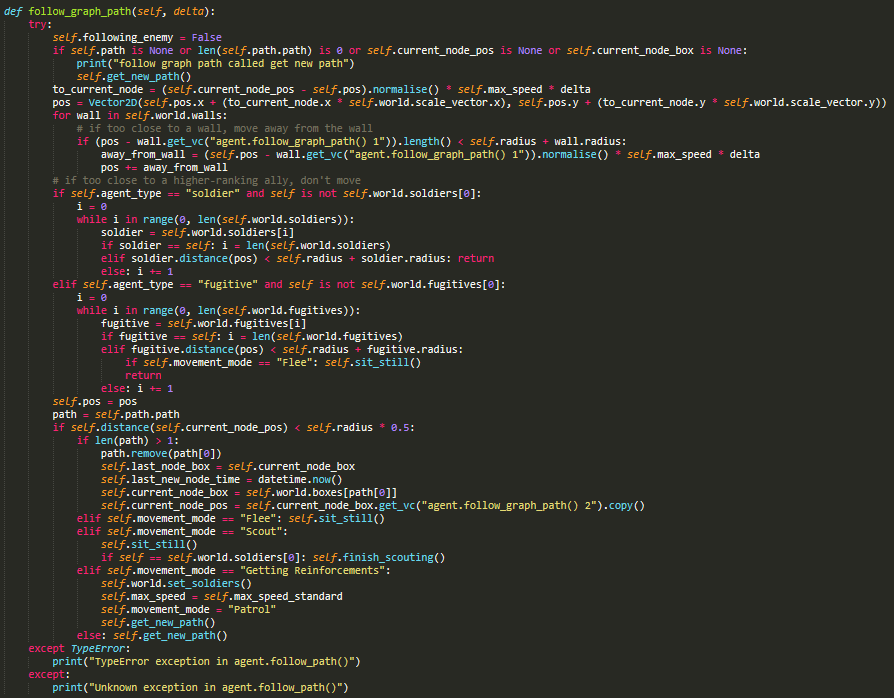 def follow_graph_path(self, delta):
    try:
        self.following_enemy = False
        if self.path is None or len(self.path.path) is 0 or self.current_node_pos is None or self.current_node_box is None:
            print("follow graph path called get new path")
            self.get_new_path()
        to_current_node = (self.current_node_pos - self.pos).normalise() * self.max_speed * delta
        pos = Vector2D(self.pos.x + (to_current_node.x * self.world.scale_vector.x), self.pos.y + (to_current_node.y * self.world.scale_vector.y))
        for wall in self.world.walls:
            # if too close to a wall, move away from the wall
            if (pos - wall.get_vc("agent.follow_graph_path() 1")).length() < self.radius + wall.radius:
                away_from_wall = (self.pos - wall.get_vc("agent.follow_graph_path() 1")).normalise() * self.max_speed * delta
                pos += away_from_wall
        # if too close to a higher-ranking ally, don't move
        if self.agent_type == "soldier" and self is not self.world.soldiers[0]:
            i = 0
            while i in range(0, len(self.world.soldiers)):
                soldier = self.world.soldiers[i]
                if soldier == self: i = len(self.world.soldiers)
                elif soldier.distance(pos) < self.radius + soldier.radius: return
                else: i += 1
        elif self.agent_type == "fugitive" and self is not self.world.fugitives[0]:
            i = 0
            while i in range(0, len(self.world.fugitives)):
                fugitive = self.world.fugitives[i]
                if fugitive == self: i = len(self.world.fugitives)
                elif fugitive.distance(pos) < self.radius + fugitive.radius:
                    if self.movement_mode == "Flee": self.sit_still()
                    return
                else: i += 1
        self.pos = pos
        path = self.path.path
        if self.distance(self.current_node_pos) < self.radius * 0.5:
            if len(path) > 1:
                path.remove(path[0])
                self.last_node_box = self.current_node_box
                self.last_new_node_time = datetime.now()
                self.current_node_box = self.world.boxes[path[0]]
                self.current_node_pos = self.current_node_box.get_vc("agent.follow_graph_path() 2").copy()
            elif self.movement_mode == "Flee": self.sit_still()
            elif self.movement_mode == "Scout":
                self.sit_still()
                if self == self.world.soldiers[0]: self.finish_scouting()
            elif self.movement_mode == "Getting Reinforcements":
                self.world.set_soldiers()
                self.max_speed = self.max_speed_standard
                self.movement_mode = "Patrol"
                self.get_new_path()
            else: self.get_new_path()
    except TypeError:
        print("TypeError exception in agent.follow_path()")
    except:
        print("Unknown exception in agent.follow_path()")